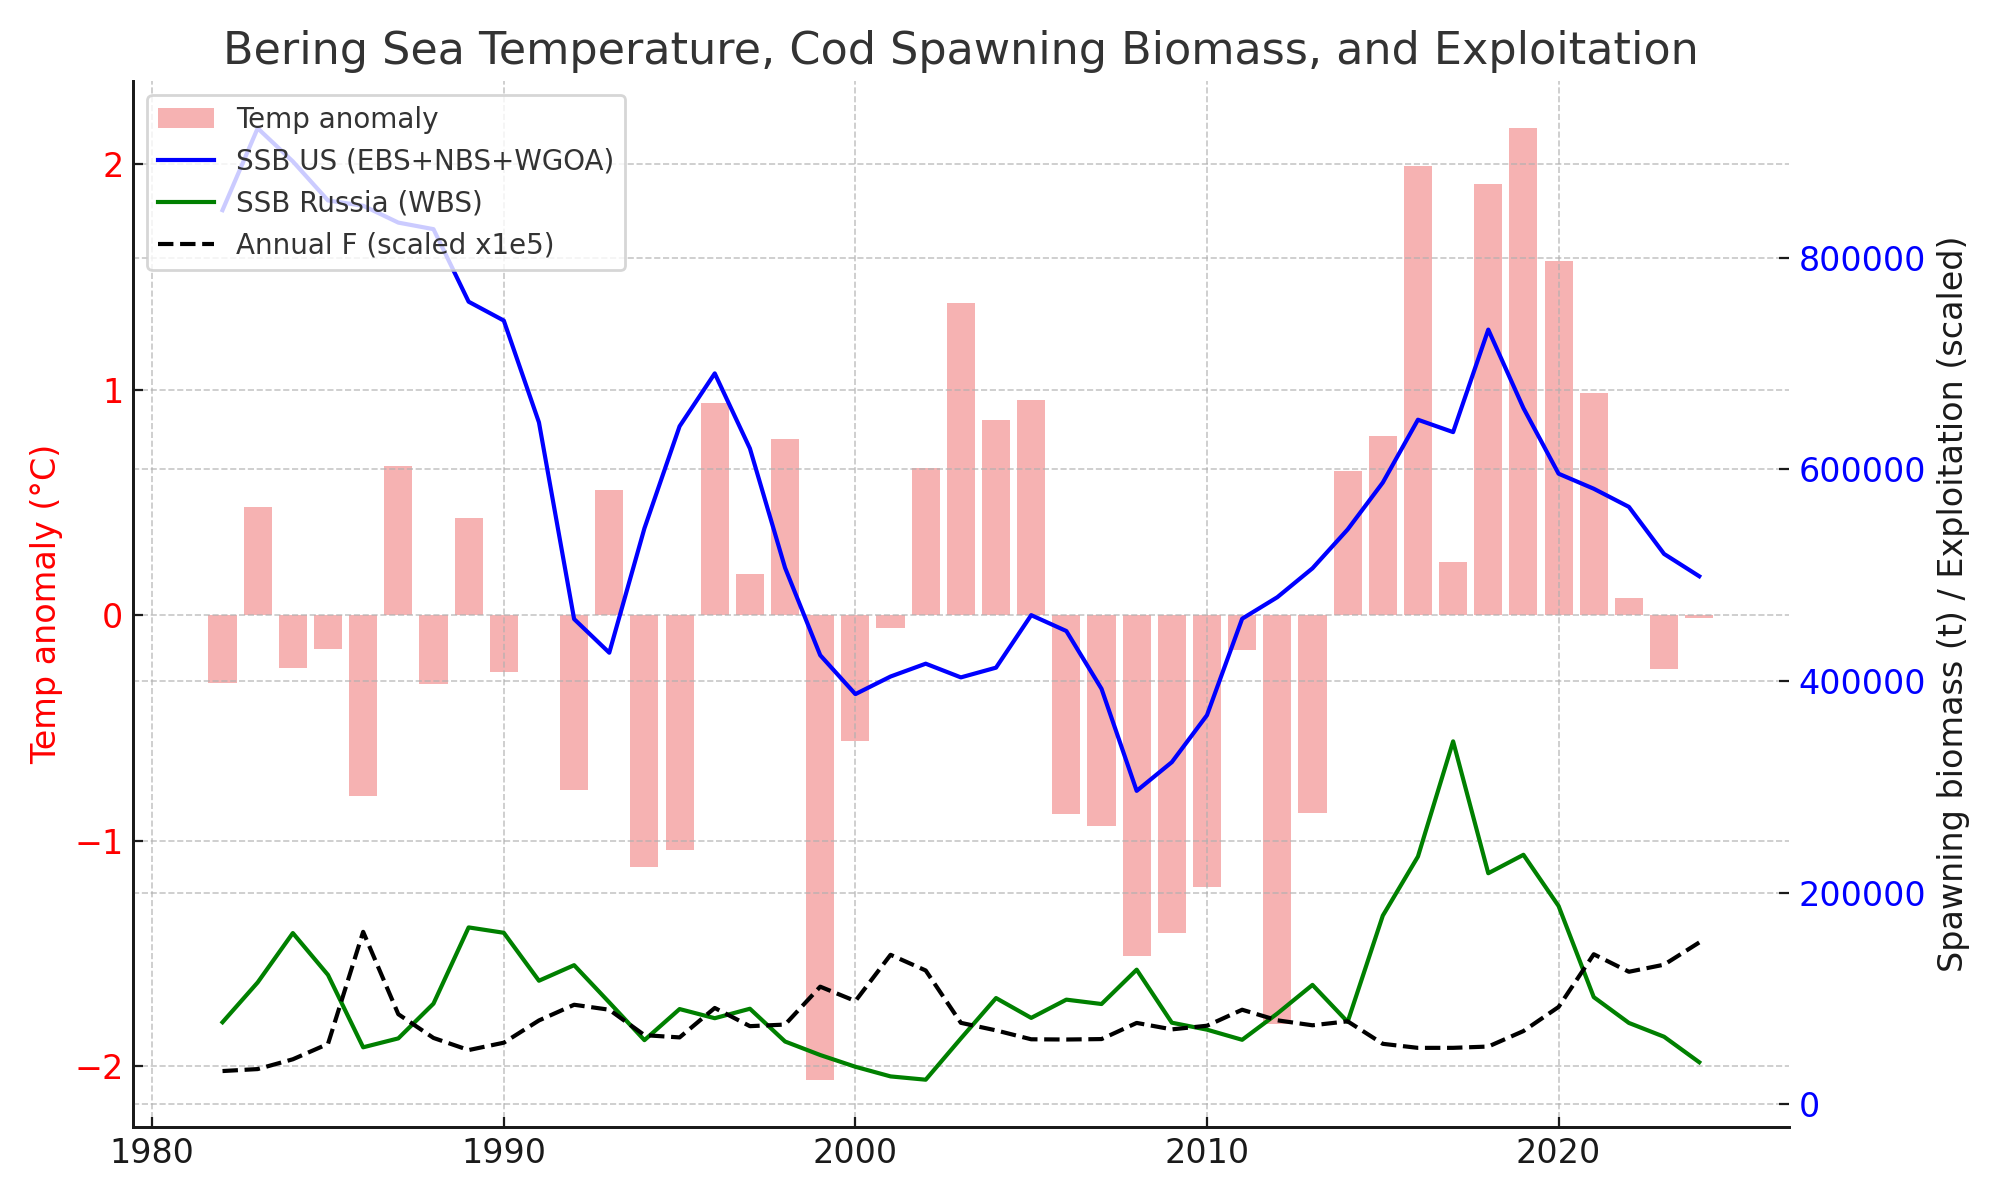 Bering Sea Temperature, Cod Spawning Biomass, and Exploitation
Temp anomaly
SSB US (EBS+NBS+WGOA)
SSB Russia (WBS)
Annual F (scaled x1e5)
Temp anomaly (°C)
2
1
0
−1
−2
800000
600000
400000
200000
0
Spawning biomass (t) / Exploitation (scaled)
1980
1990
2000
2010
2020